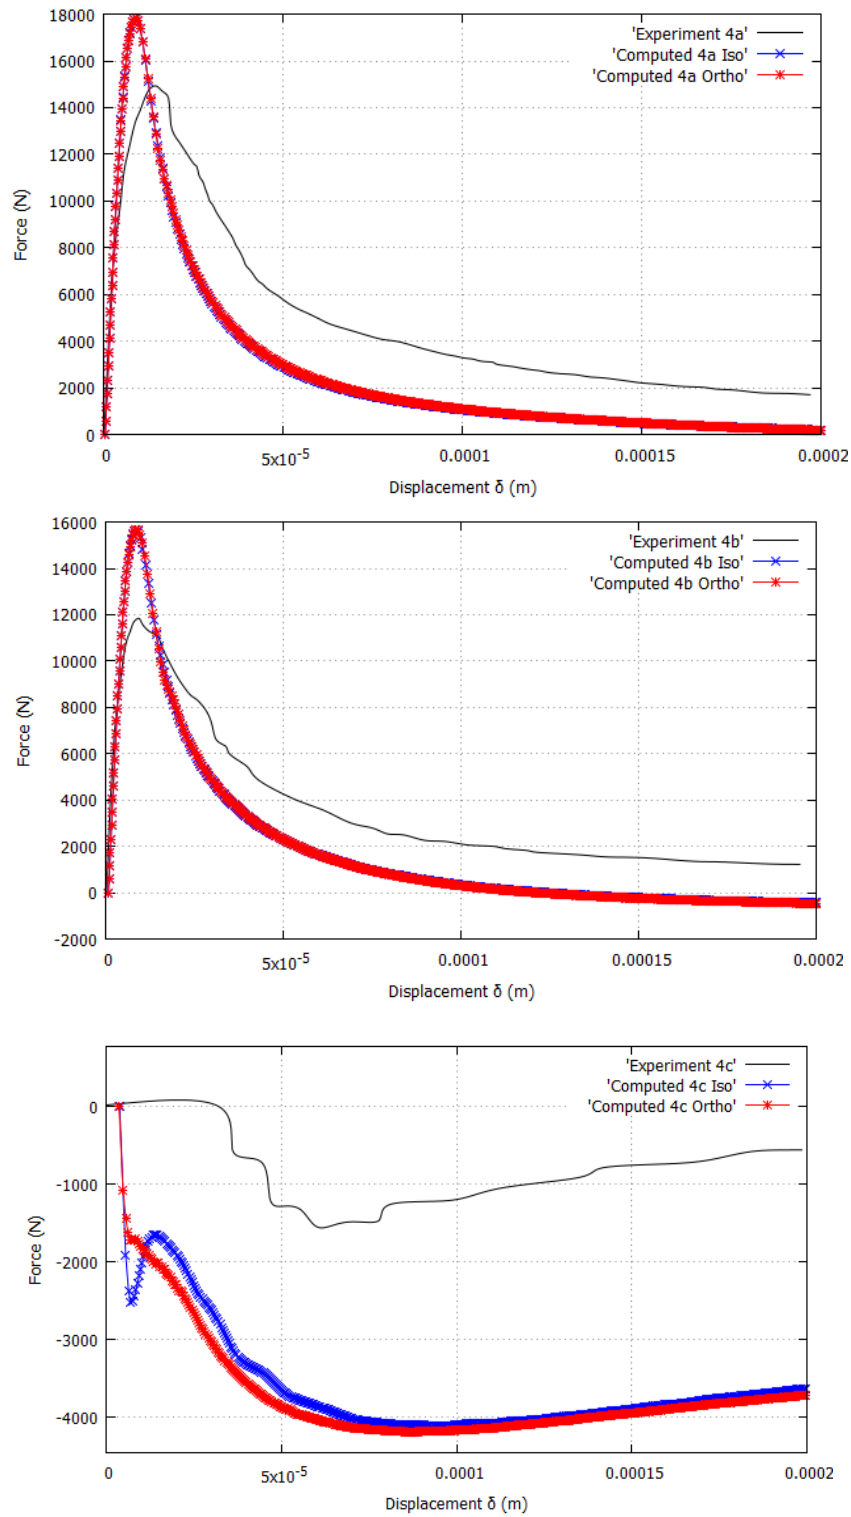 18000
16000
14000
12000
10000
8000
6000
4000
2000
0
Force (N)
'Experiment 4a'
'Computed 4a Iso'
'Computed 4a Ortho'
0 5x10-5 0.0001 0.00015 0.0002
Displacement δ (m)
16000
14000
12000
10000
8000
6000
4000
2000
0
-2000
Force (N)
'Experiment 4b'
'Computed 4b Iso'
'Computed 4b Ortho'
0 5x10-5 0.0001 0.00015 0.0002
Displacement δ (m)
0
-1000
-2000
-3000
-4000
Force (N)
'Experiment 4c'
'Computed 4c Iso'
'Computed 4c Ortho'
0 5x10-5 0.0001 0.00015 0.0002
Displacement δ (m)